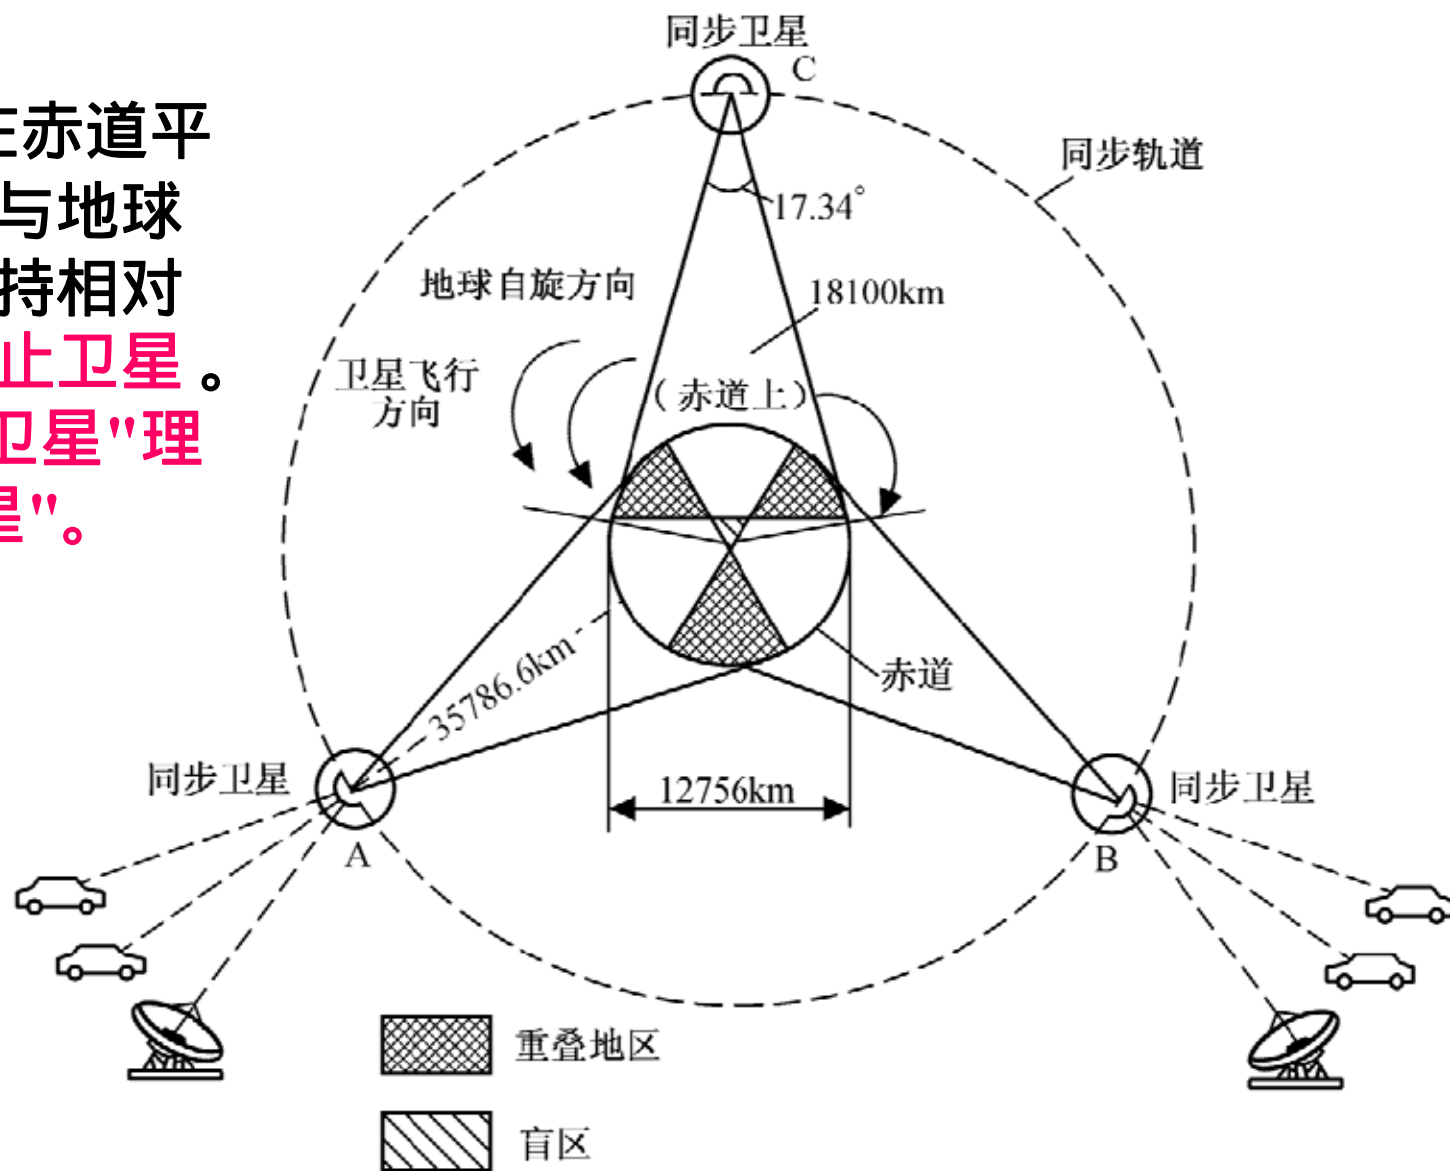 同步卫星
C
在赤道平
与地球
持相对
止卫星。
卫星"理
星"。
同步轨道
17.34°
地球自旋方向
18100km
卫星飞行
方向
(赤道上)
35786.6km
赤道
同步卫星
12756km
同步卫星
A
B
重叠地区
盲区